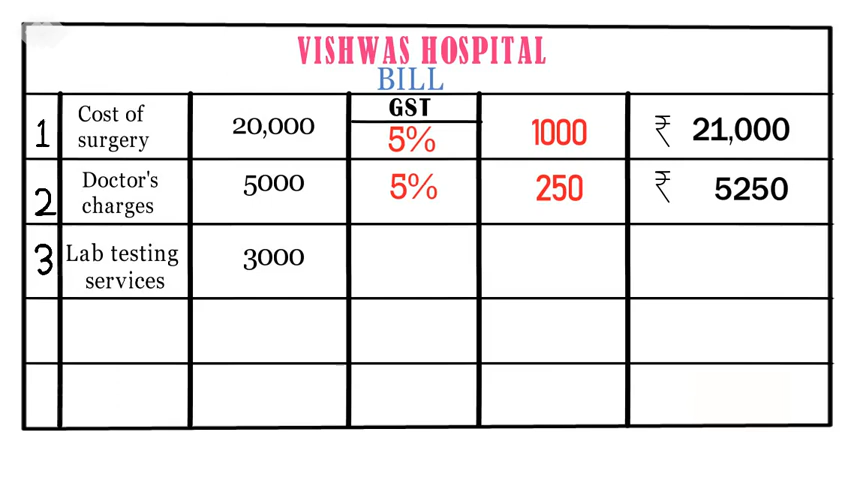 VISHWAS HOSPITAL
BILL
GST
1 Cost of surgery 20,000 5% 1000 ₹ 21,000
2 Doctor's charges 5000 5% 250 ₹ 5250
3 Lab testing services 3000